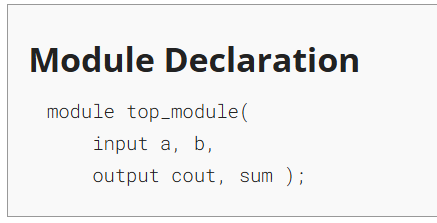 Module Declaration
module top_module(
    input a, b,
    output cout, sum );